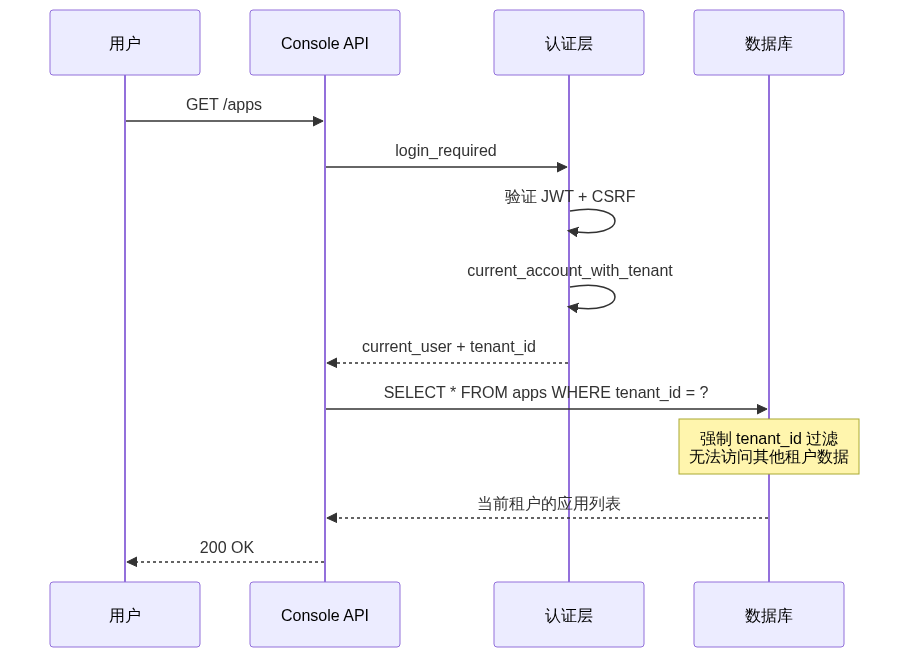 用户
Console API
认证层
数据库
GET /apps
login_required
验证 JWT + CSRF
current_account_with_tenant
current_user + tenant_id
SELECT * FROM apps WHERE tenant_id = ?
强制 tenant_id 过滤
无法访问其他租户数据
当前租户的应用列表
200 OK
用户
Console API
认证层
数据库